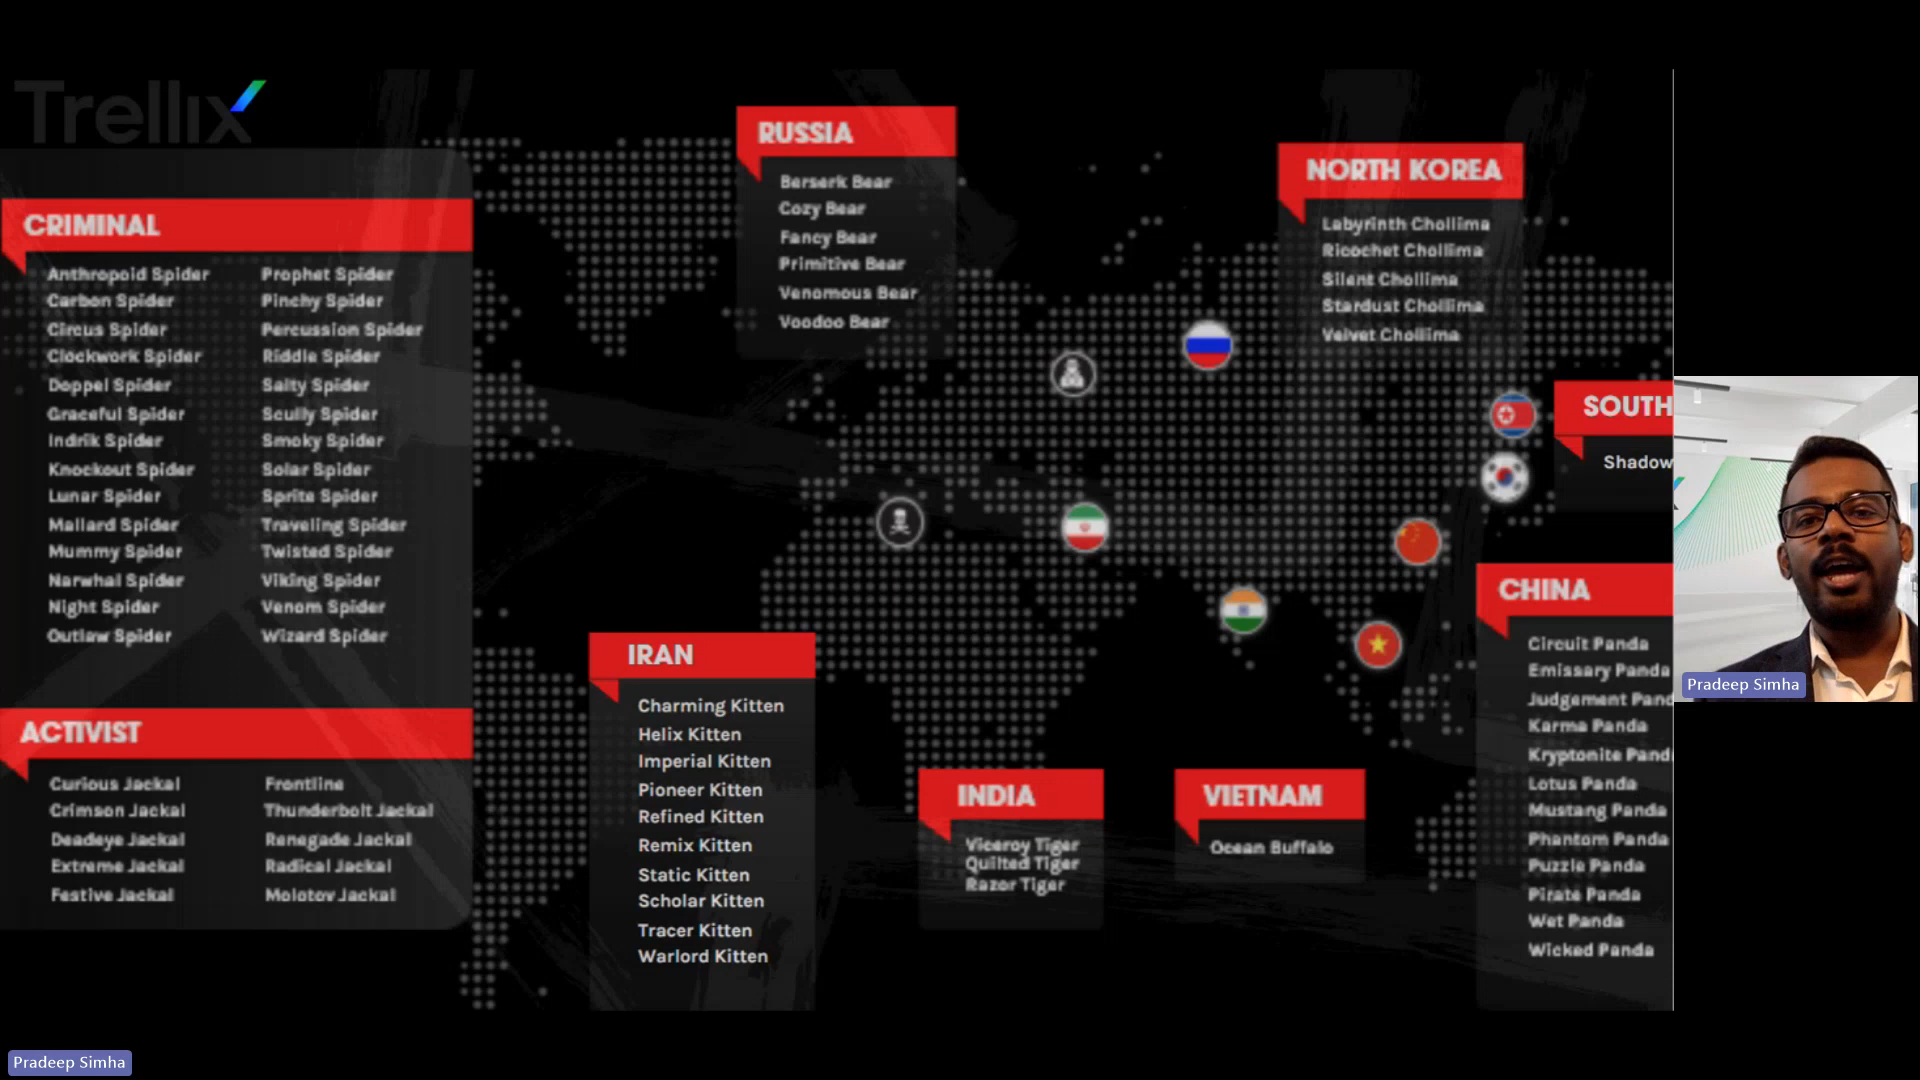 Trellix
CRIMINAL
Anthropoid Spider
Carbon Spider
Circus Spider
Clockwork Spider
Doppel Spider
Graceful Spider
Indrik Spider
Knockout Spider
Lunar Spider
Mallard Spider
Mummy Spider
Narwhal Spider
Night Spider
Outlaw Spider
Prophet Spider
Pinchy Spider
Percussion Spider
Riddle Spider
Salty Spider
Scully Spider
Smoky Spider
Solar Spider
Sprite Spider
Traveling Spider
Twisted Spider
Viking Spider
Venom Spider
Wizard Spider
ACTIVIST
Curious Jackal
Crimson Jackal
Deadeye Jackal
Extreme Jackal
Festive Jackal
Frontline
Thunderbolt Jackal
Renegade Jackal
Radical Jackal
Molotov Jackal
RUSSIA
Berserk Bear
Cozy Bear
Fancy Bear
Primitive Bear
Venomous Bear
Voodoo Bear
IRAN
Charming Kitten
Helix Kitten
Imperial Kitten
Pioneer Kitten
Refined Kitten
Remix Kitten
Static Kitten
Scholar Kitten
Tracer Kitten
Warlord Kitten
INDIA
Viceroy Tiger
Quilted Tiger
Razor Tiger
VIETNAM
Ocean Buffalo
NORTH KOREA
Labyrinth Chollima
Ricochet Chollima
Silent Chollima
Stardust Chollima
Velvet Chollima
SOUTH
Shadow
CHINA
Circuit Panda
Emissary Panda
Judgement Pand
Karma Panda
Kryptonite Pand
Lotus Panda
Mustang Panda
Phantom Panda
Puzzle Panda
Pirate Panda
Wet Panda
Wicked Panda
Pradeep Simha
Pradeep Simha